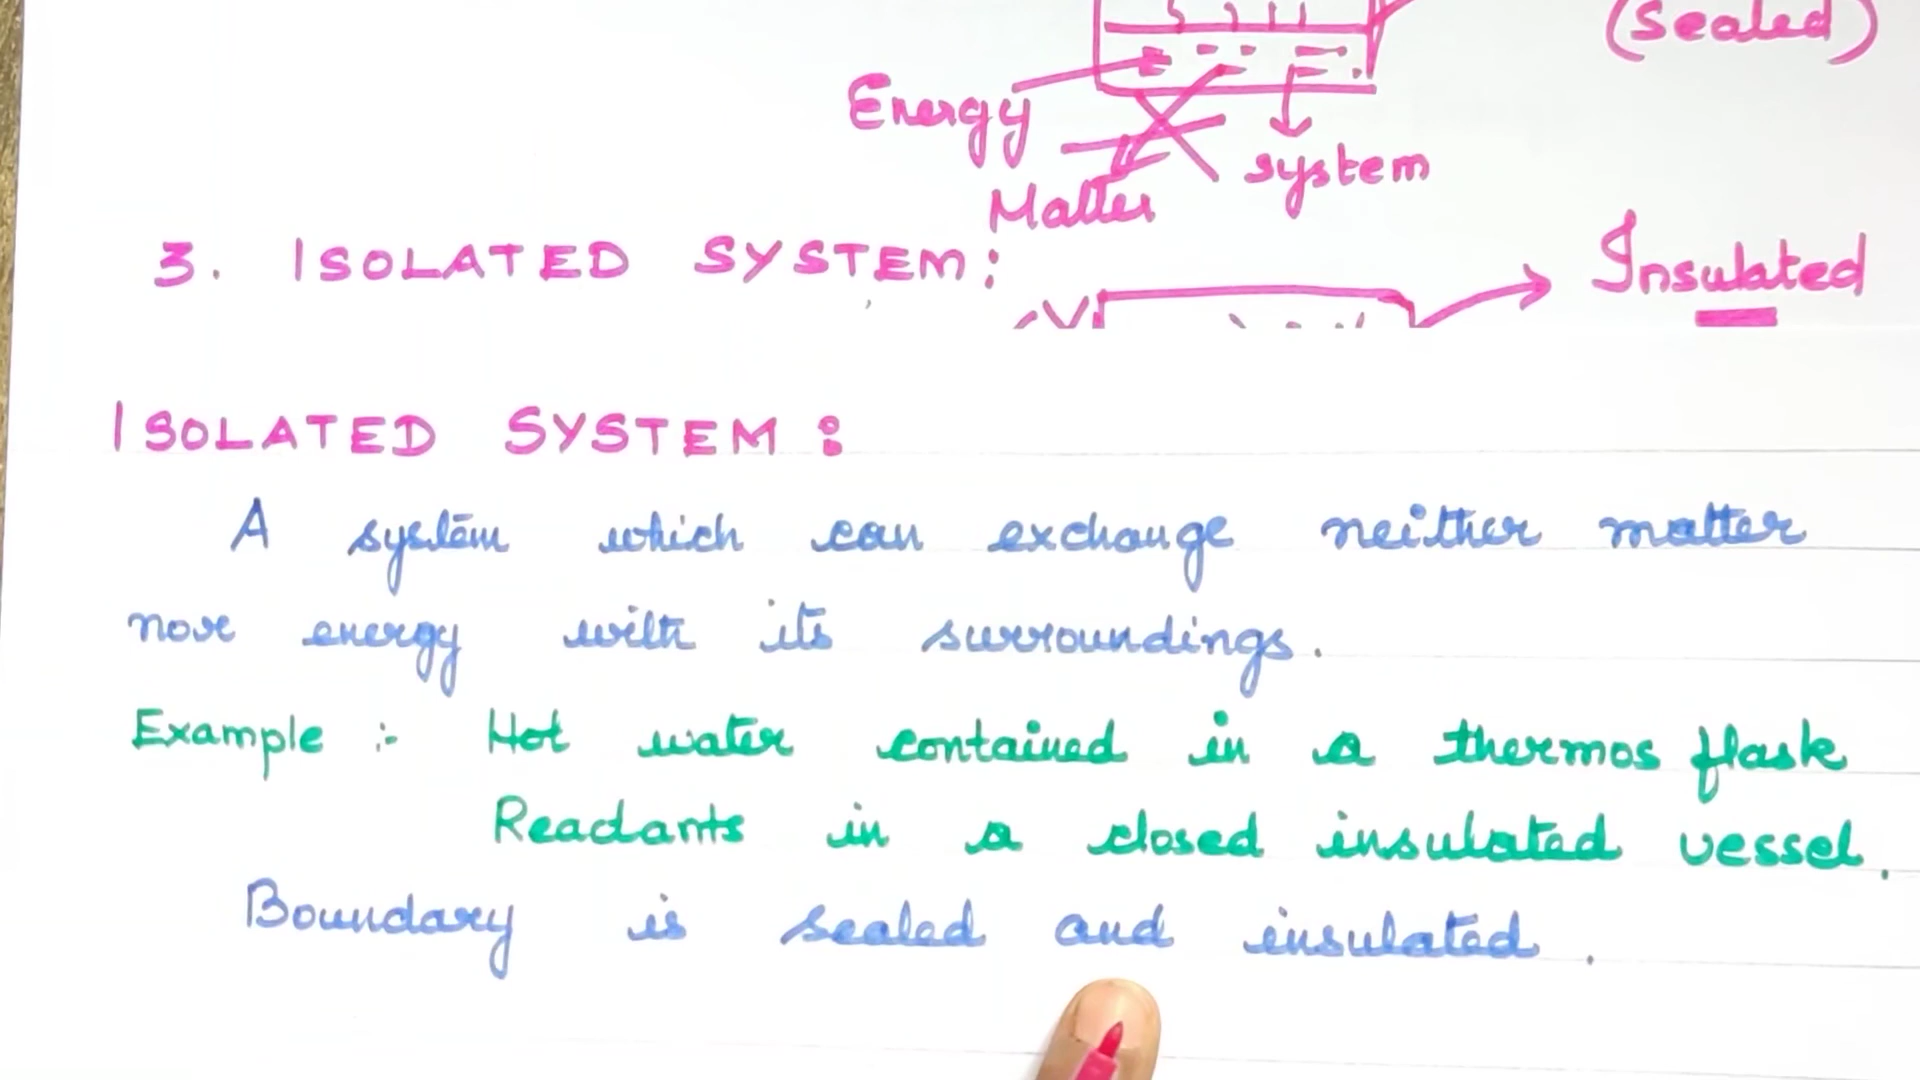 (sealed)
Energy
system
Matter
3. ISOLATED SYSTEM:
Insulated
ISOLATED SYSTEM:
A system which can exchange neither matter
nor energy with its surroundings.
Example :- Hot water contained in a thermos flask
Reactants in a closed insulated vessel.
Boundary is sealed and insulated.